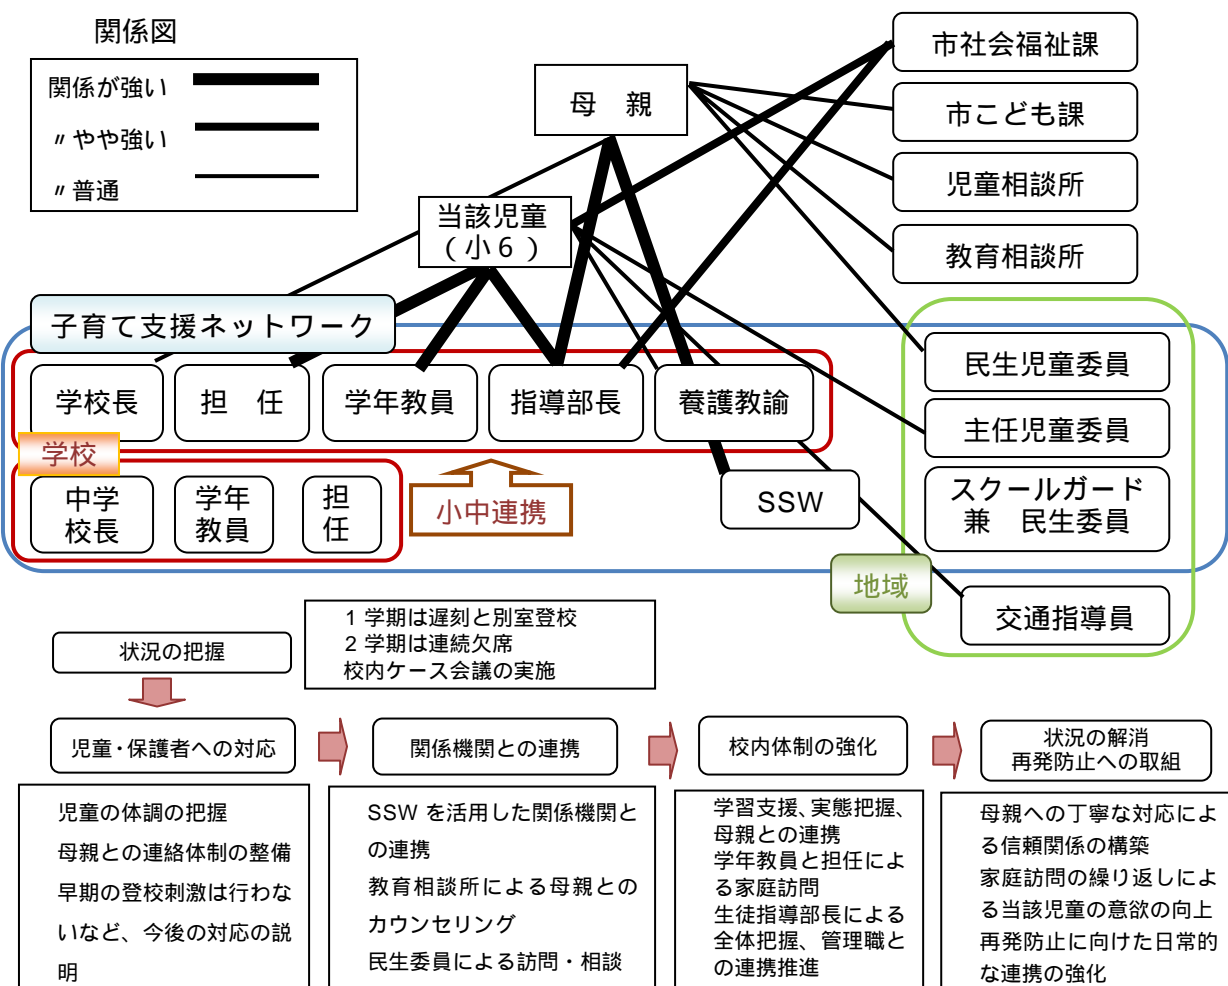 関係図
関係が強い
〃やや強い
〃普通
母　親
当該児童
（小６）
市社会福祉課
市こども課
児童相談所
教育相談所
子育て支援ネットワーク
学校長
担　任
学年教員
指導部長
養護教諭
民生児童委員
主任児童委員
スクールガード
兼　民生委員
学校
中学
校長
学年
教員
担
任
小中連携
SSW
地域
交通指導員
状況の把握
１学期は遅刻と別室登校
２学期は連続欠席
校内ケース会議の実施
児童・保護者への対応
関係機関との連携
校内体制の強化
状況の解消
再発防止への取組
児童の体調の把握
母親との連絡体制の整備
早期の登校刺激は行わな
いなど、今後の対応の説
明
SSW を活用した関係機関と
の連携
教育相談所による母親との
カウンセリング
民生委員による訪問・相談
学習支援、実態把握、
母親との連携
学年教員と担任によ
る家庭訪問
生徒指導部長による
全体把握、管理職と
の連携推進
母親への丁寧な対応によ
る信頼関係の構築
家庭訪問の繰り返しによ
る当該児童の意欲の向上
再発防止に向けた日常的
な連携の強化